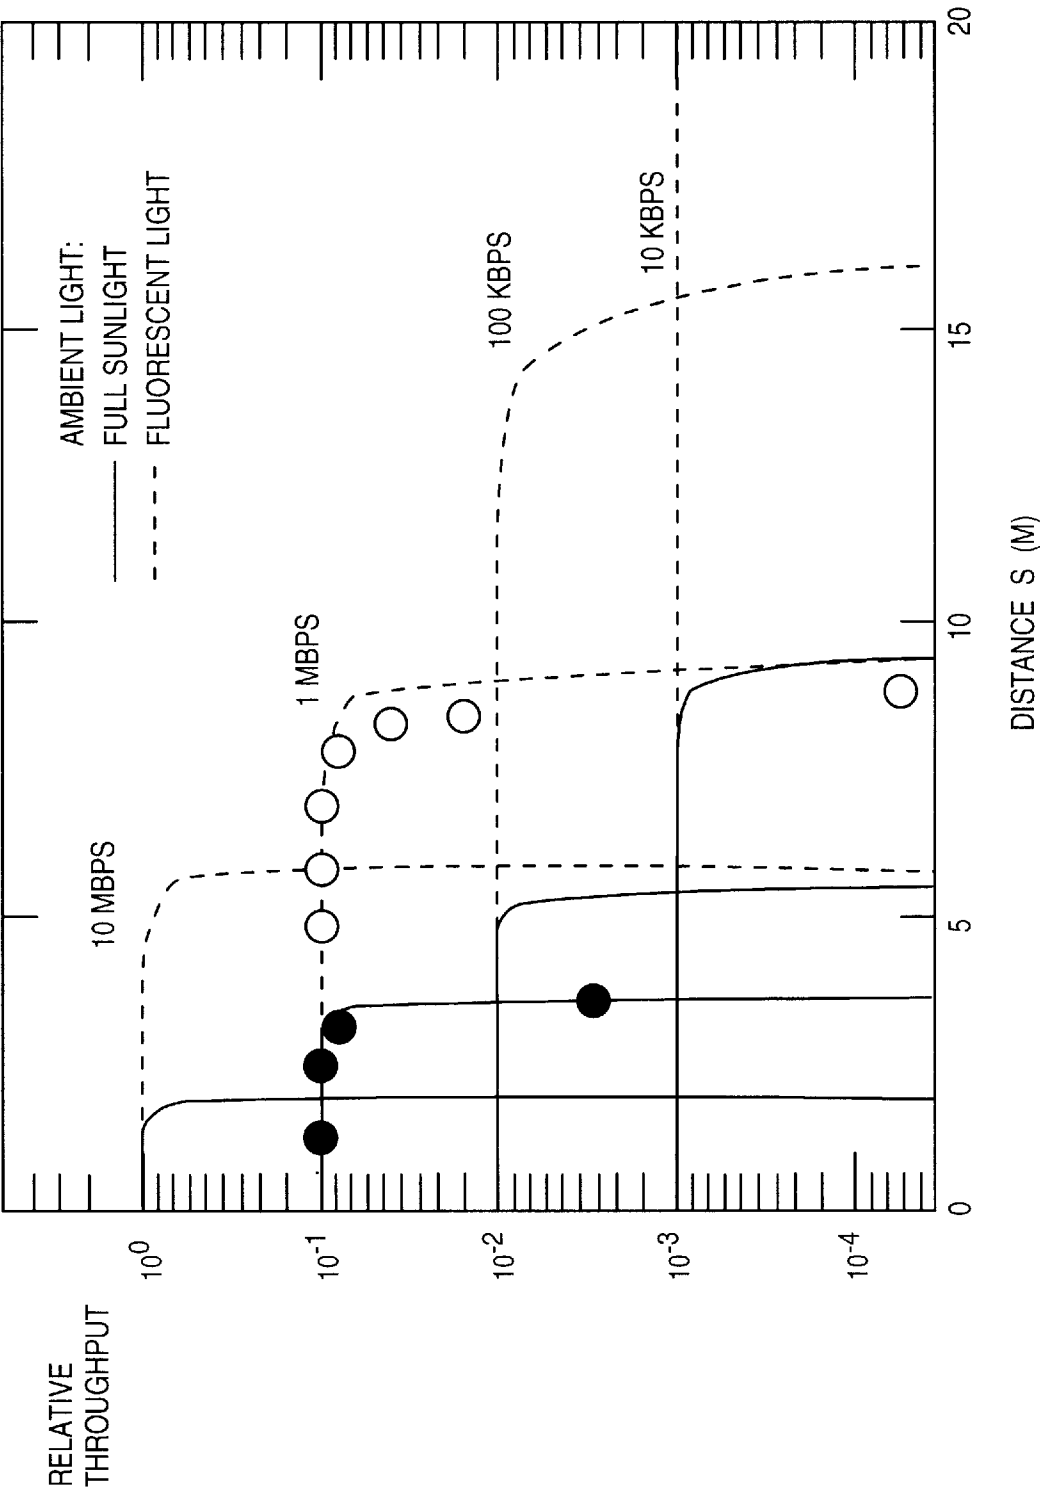 RELATIVE
THROUGHPUT
10^0
10^-1
10^-2
10^-3
10^-4
AMBIENT LIGHT:
FULL SUNLIGHT
FLUORESCENT LIGHT
10 MBPS
1 MBPS
100 KBPS
10 KBPS
0
5
10
15
20
DISTANCE S (M)